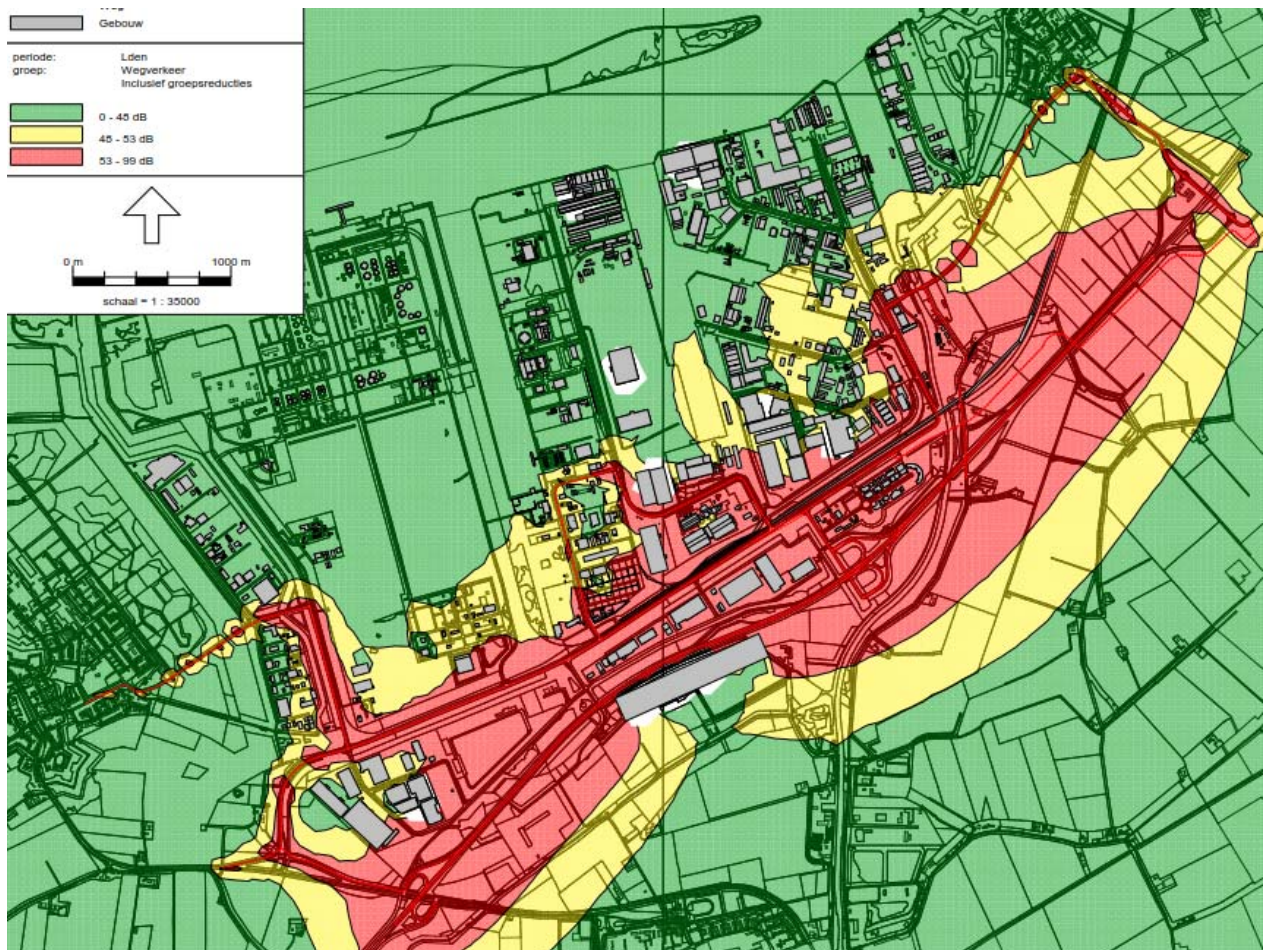 Weg
Gebouw
periode: Lden
groep: Wegverkeer
Inclusief groepsreducties
0 - 48 dB
48 - 53 dB
53 - 99 dB
0 m 1000 m
schaal = 1 : 35000